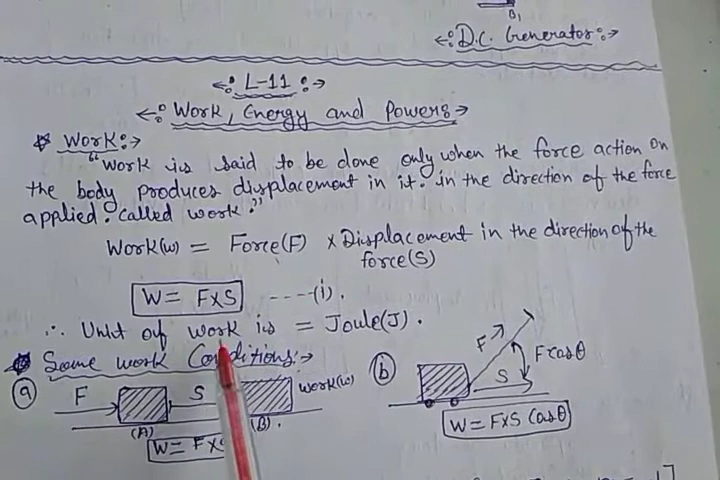 B1
D.C. Generator:→
L-11
Work, Energy and Powers
Work:→
"Work is said to be done only when the force action on
the body produces displacement in it. in the direction of the force
applied. called work."
Work(w) = Force(F) × Displacement in the direction of the
force(S)
W = F×S ----(i).
∴ Unit of work is = Joule(J).
Some work Conditions:→
(a) F S work(w)
(A) (B).
W = F×
(b) F Fcosθ
S
W = F×S Cosθ